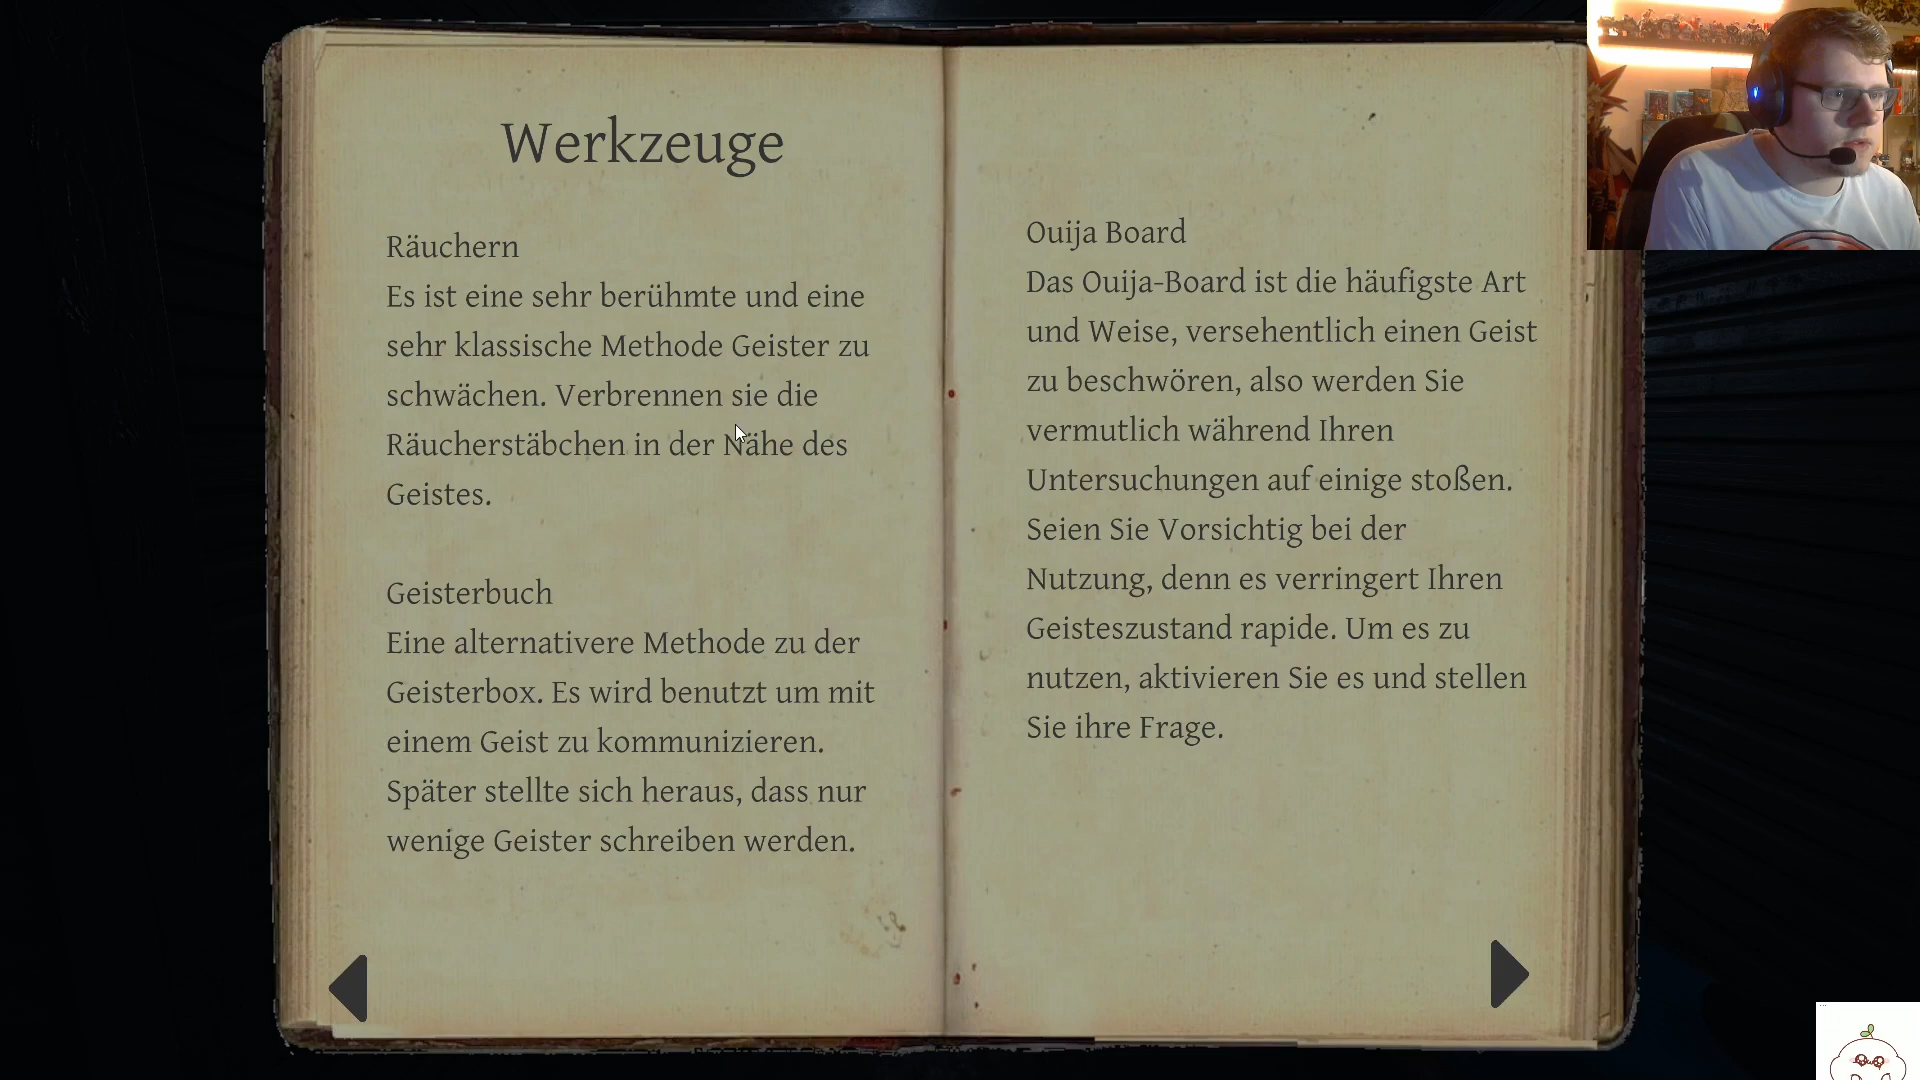 Werkzeuge
Räuchern
Es ist eine sehr berühmte und eine
sehr klassische Methode Geister zu
schwächen. Verbrennen sie die
Räucherstäbchen in der Nähe des
Geistes.
Geisterbuch
Eine alternativere Methode zu der
Geisterbox. Es wird benutzt um mit
einem Geist zu kommunizieren.
Später stellte sich heraus, dass nur
wenige Geister schreiben werden.
Ouija Board
Das Ouija-Board ist die häufigste Art
und Weise, versehentlich einen Geist
zu beschwören, also werden Sie
vermutlich während Ihren
Untersuchungen auf einige stoßen.
Seien Sie Vorsichtig bei der
Nutzung, denn es verringert Ihren
Geisteszustand rapide. Um es zu
nutzen, aktivieren Sie es und stellen
Sie ihre Frage.